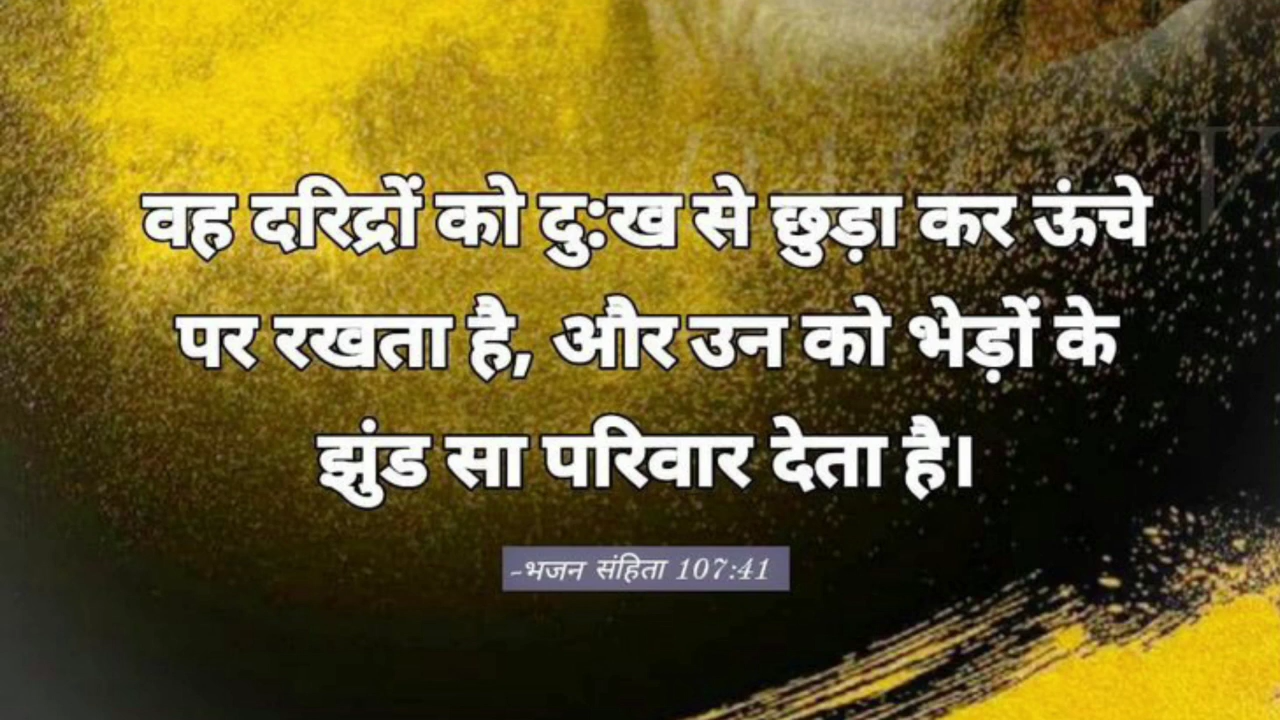 वह दरिद्रों को दु:ख से छुड़ा कर ऊंचे
पर रखता है, और उन को भेड़ों के
झुंड सा परिवार देता है।
-भजन संहिता 107:41